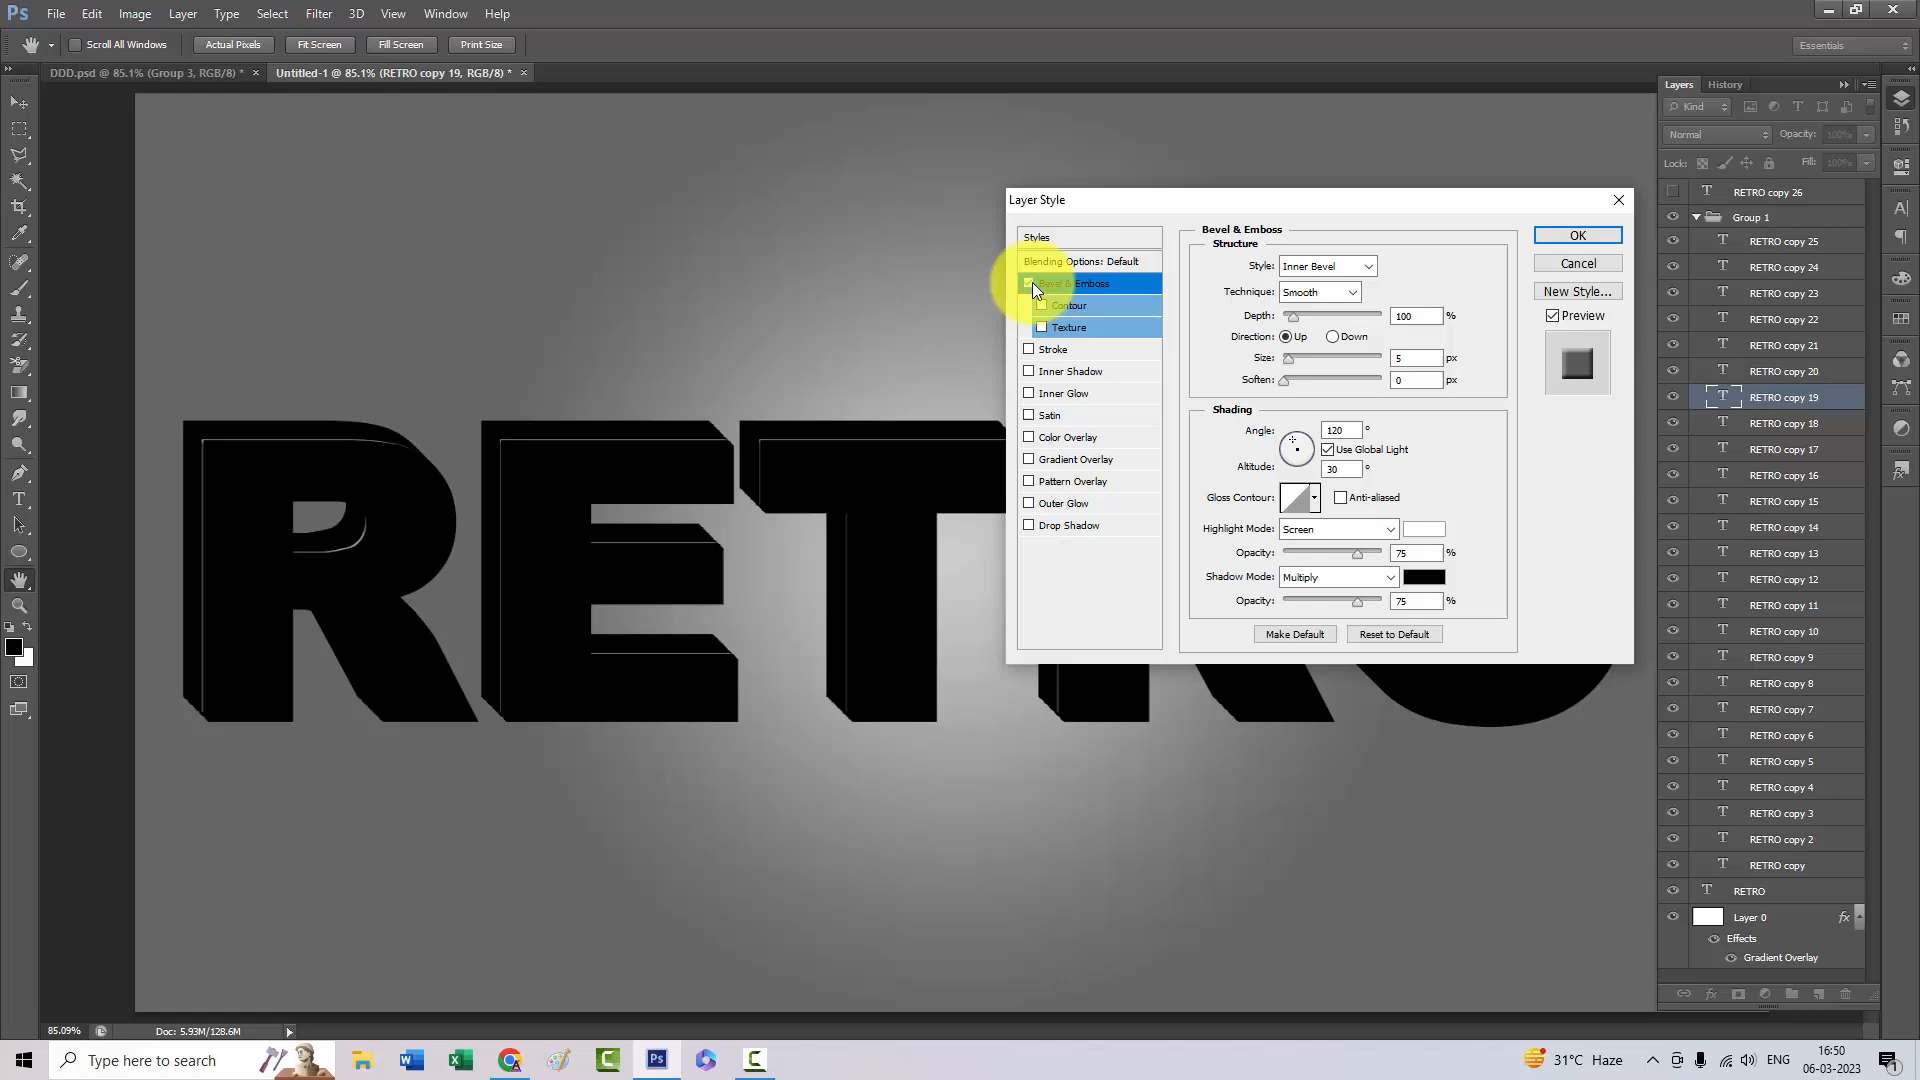 Ps File Edit Image Layer Type Select Filter 3D View Window Help
Scroll All Windows Actual Pixels Fit Screen Fill Screen Print Size Essentials
DDD.psd @ 85.1% (Group 3, RGB/8) * × Untitled-1 @ 85.1% (RETRO copy 19, RGB/8) * ×
RETRO
Layer Style
Styles
Blending Options: Default
Bevel & Emboss
Contour
Texture
Stroke
Inner Shadow
Inner Glow
Satin
Color Overlay
Gradient Overlay
Pattern Overlay
Outer Glow
Drop Shadow
Bevel & Emboss
Structure
Style: Inner Bevel
Technique: Smooth
Depth: 100 %
Direction: Up Down
Size: 5 px
Soften: 0 px
Shading
Angle: 120 °
Use Global Light
Altitude: 30 °
Gloss Contour: Anti-aliased
Highlight Mode: Screen
Opacity: 75 %
Shadow Mode: Multiply
Opacity: 75 %
Make Default Reset to Default
OK
Cancel
New Style...
Preview
Layers History
Kind
Normal Opacity: 100%
Lock: Fill: 100%
T RETRO copy 26
Group 1
T RETRO copy 25
T RETRO copy 24
T RETRO copy 23
T RETRO copy 22
T RETRO copy 21
T RETRO copy 20
T RETRO copy 19
T RETRO copy 18
T RETRO copy 17
T RETRO copy 16
T RETRO copy 15
T RETRO copy 14
T RETRO copy 13
T RETRO copy 12
T RETRO copy 11
T RETRO copy 10
T RETRO copy 9
T RETRO copy 8
T RETRO copy 7
T RETRO copy 6
T RETRO copy 5
T RETRO copy 4
T RETRO copy 3
T RETRO copy 2
T RETRO copy
T RETRO
Layer 0 fx
Effects
Gradient Overlay
85.09% Doc: 5.93M/128.6M
Type here to search
31°C Haze ENG
16:50
06-03-2023